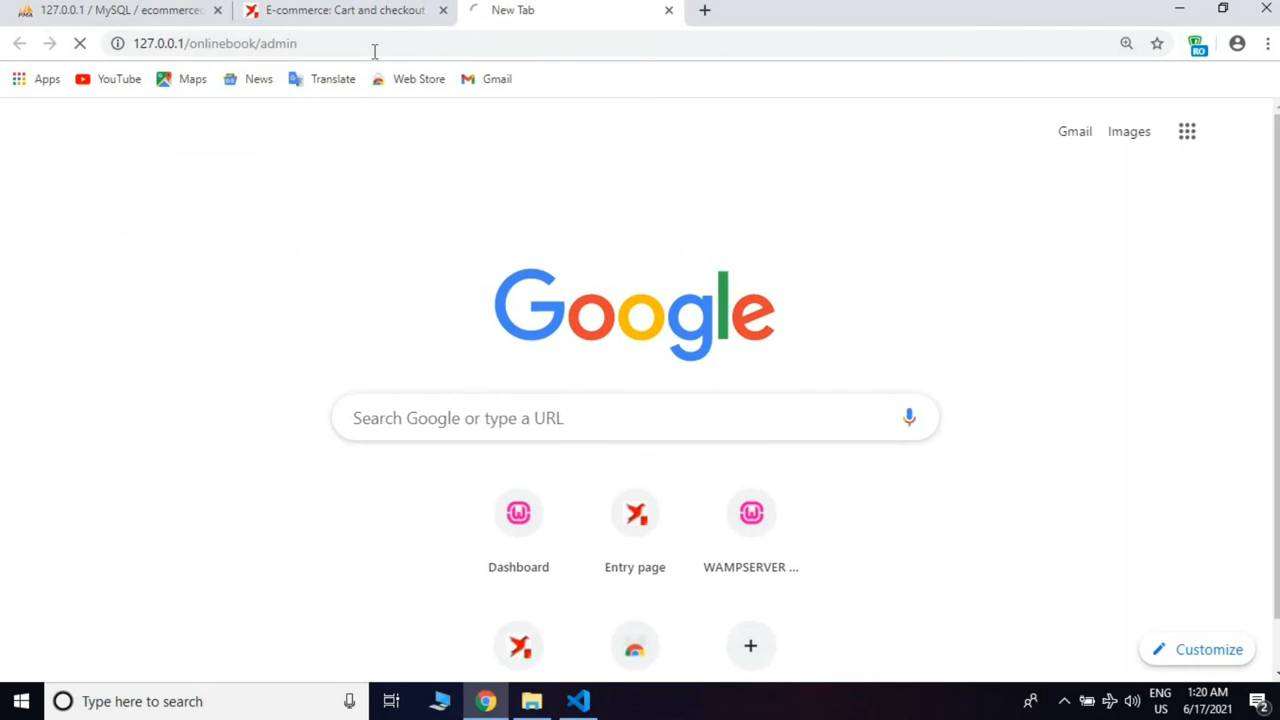 127.0.0.1 / MySQL / ecommerce
E-commerce: Cart and checkout
New Tab
127.0.0.1/onlinebook/admin
RO
Apps
YouTube
Maps
News
Translate
Web Store
Gmail
Gmail
Images
Google
Search Google or type a URL
Dashboard
Entry page
WAMPSERVER ...
Customize
Type here to search
ENG
US
1:20 AM
6/17/2021
2